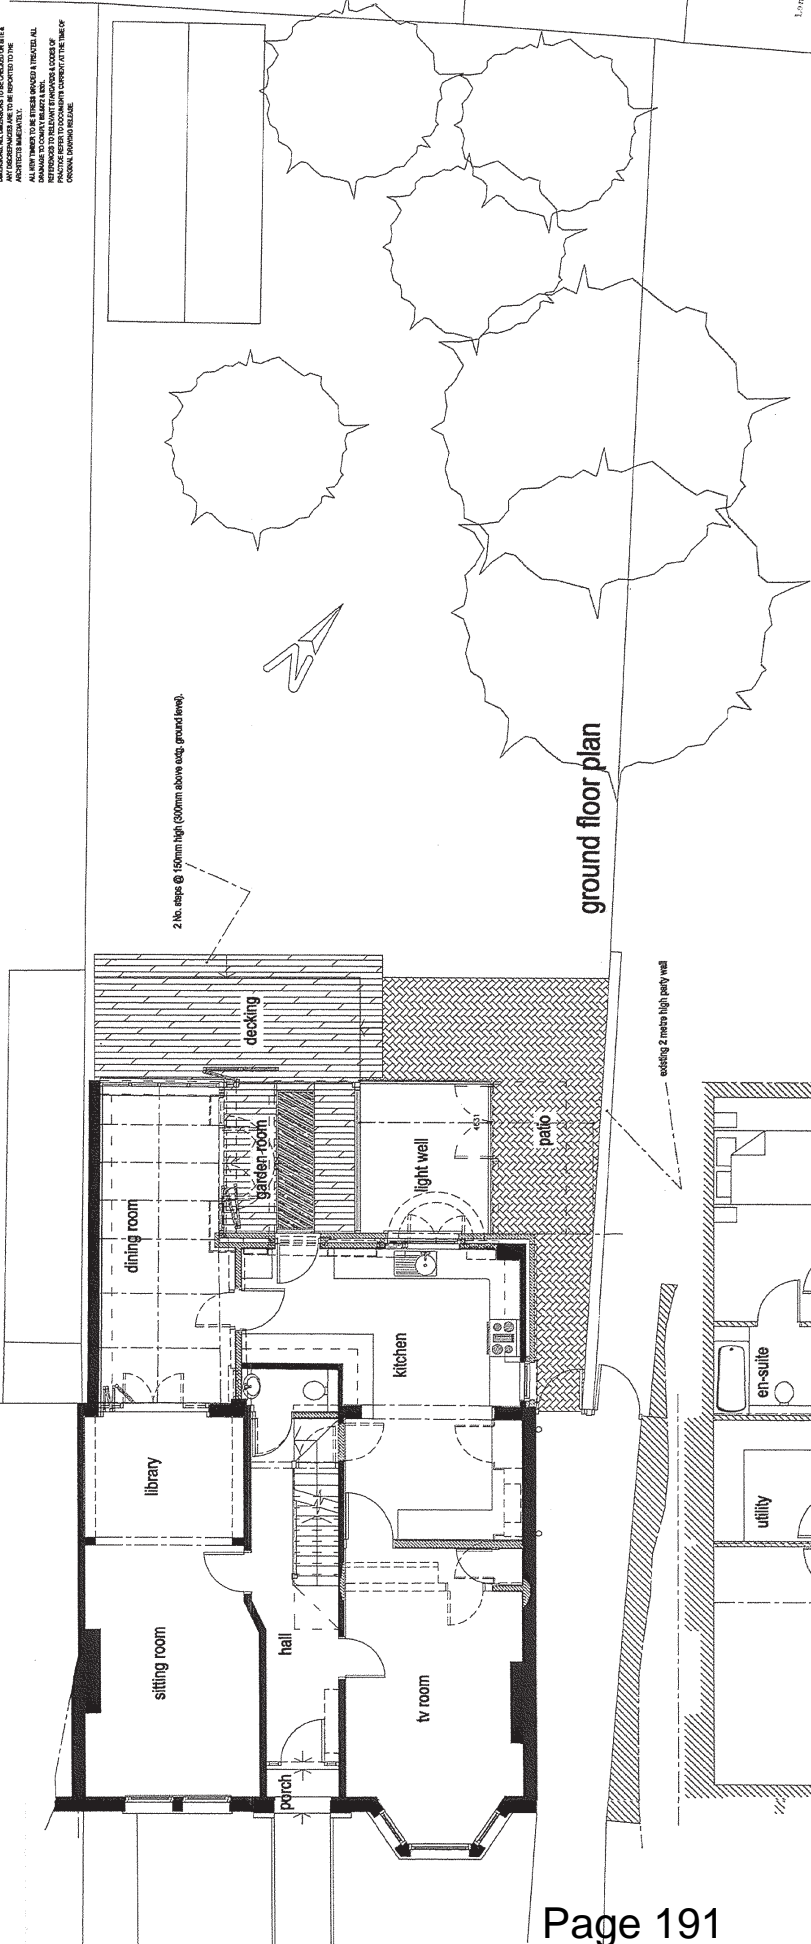 ANY DISCREPANCIES ARE TO BE REPORTED TO THE
ARCHITECTS IMMEDIATELY.
ALL NEW TIMBER TO BE STRESS GRADED & TREATED. ALL
REFERENCES TO RELEVANT STANDARDS & CODES OF
PRACTICE REFER TO DOCUMENTS CURRENT AT THE TIME OF
ORIGINAL DRAWING RELEASE.
N
2 No. steps @ 150mm high (300mm above extg. ground level).
ground floor plan
decking
existing 2 metre high party wall
dining room
garden room
light well
4631
patio
kitchen
library
en-suite
utility
sitting room
hall
tv room
porch
Page 191